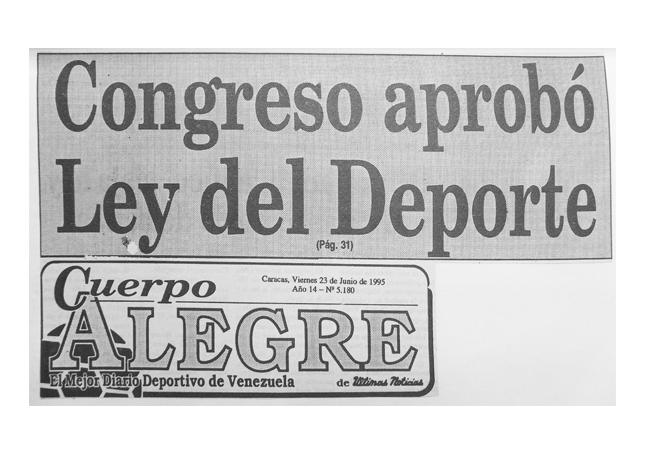 Congreso aprobó
Ley del Deporte
(Pág. 31)
Cuerpo
Caracas, Viernes 23 de Junio de 1995
Año 14 – Nº 5.180
ALEGRE
El Mejor Diario Deportivo de Venezuela
de Ultimas Noticias